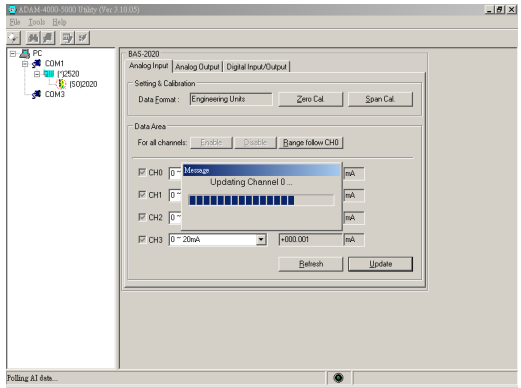 ADAM-4000-5000 Utility (Ver 3.10.05)
File Tools Help
PC
COM1
(*)2520
(S0)2020
COM3
BAS-2020
Analog Input Analog Output Digital Input/Output
Setting & Calibration
Data Format : Engineering Units Zero Cal. Span Cal.
Data Area
For all channels: Enable Disable Range follow CH0
Message
Updating Channel 0 ...
CH0 0 ~ mA
CH1 0 ~ mA
CH2 0 ~ mA
CH3 0 ~ 20mA +000.001 mA
Refresh Update
Polling AI data...